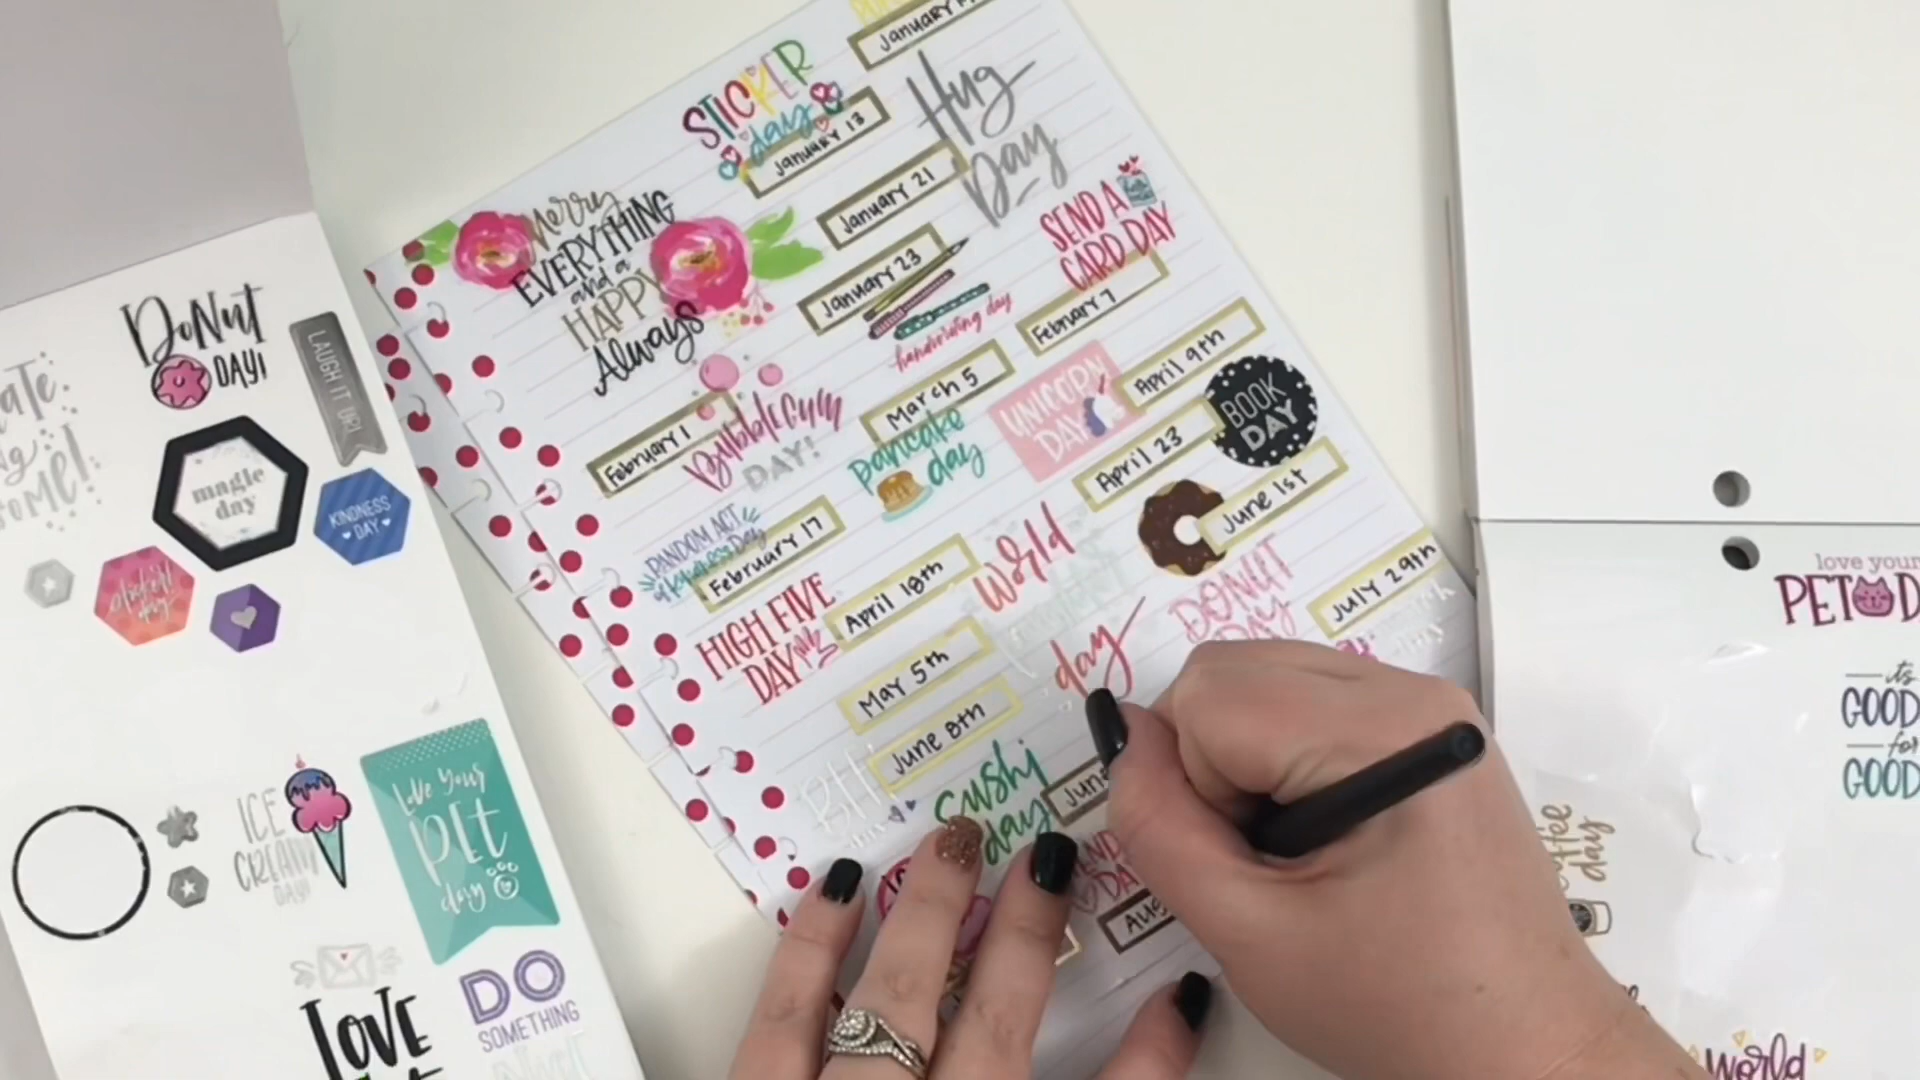 STICKER
day
January 13
Hug
Day
January 21
Merry
EVERYTHING
and a
HAPPY
Always
January 23
handwriting day
SEND A
CARD DAY
February 7
February 1
Bubblegum
DAY!
March 5
pancake
day
UNICORN
DAY
April 9th
BOOK
DAY
April 23
RANDOM ACT
of Kindness Day
February 17
HIGH FIVE
DAY
April 18th
World
day
June 1st
DONUT
DAY
July 29th
May 5th
June 8th
BFF
Sushi
day
DoNut
DAY!
LAUGH IT UP!
magic
day
KINDNESS
DAY
sticker!
day
ICE
CREAM
DAY!
Love Your
PET
day
LOVE
DO
SOMETHING
love your
PET
it's
GOOD
for
GOOD
day
World